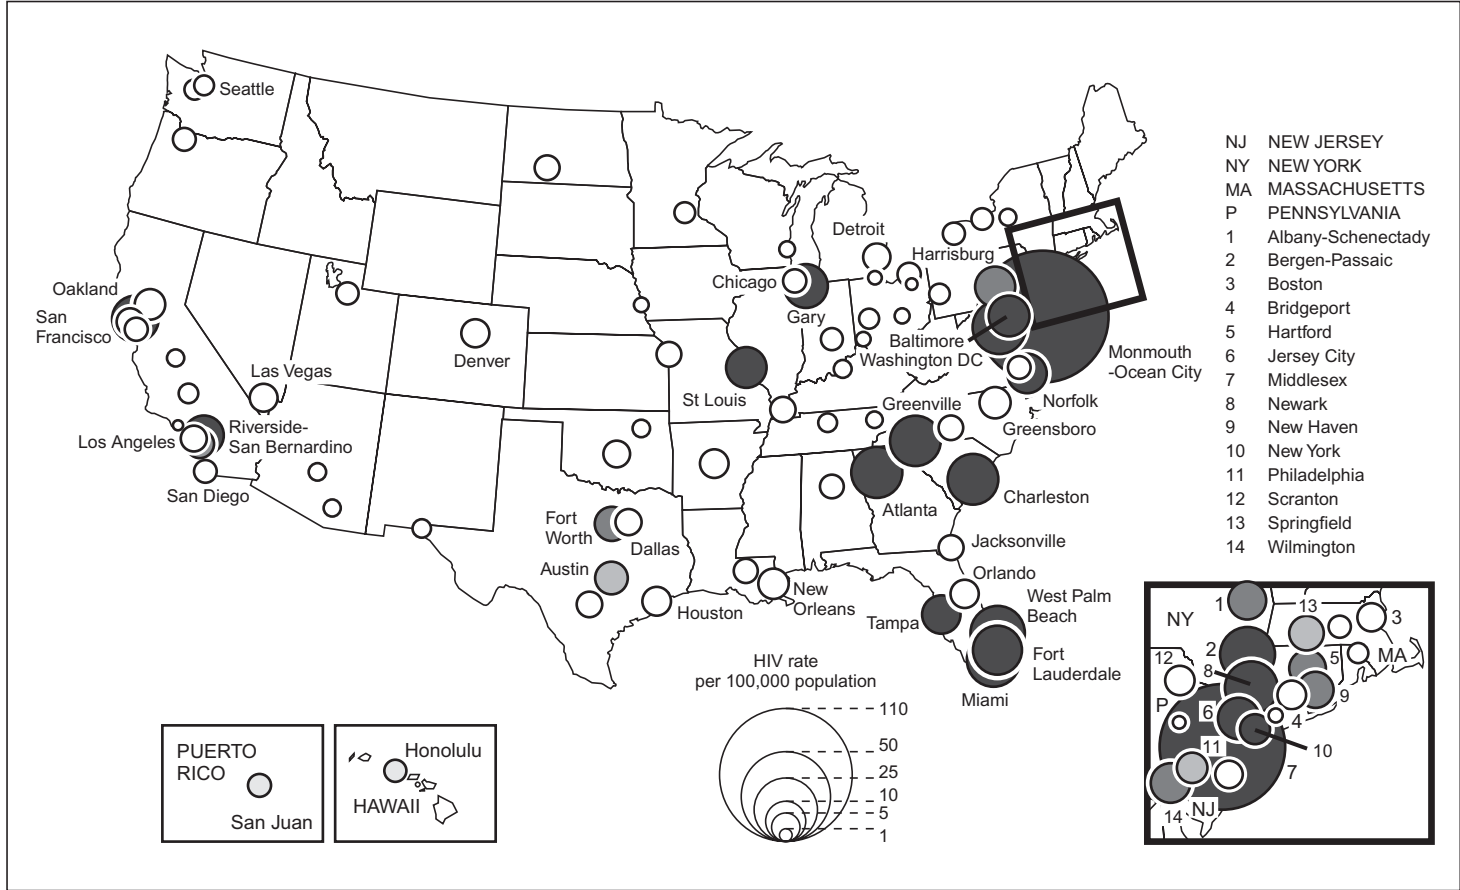 Seattle
Oakland
San
Francisco
Las Vegas
Los Angeles
Riverside-
San Bernardino
San Diego
Denver
Detroit
Chicago
Gary
St Louis
Harrisburg
Baltimore
Washington DC
Monmouth
-Ocean City
Norfolk
Greenville
Greensboro
Atlanta
Charleston
Fort
Worth
Dallas
Austin
Houston
New
Orleans
Jacksonville
Orlando
Tampa
West Palm
Beach
Fort
Lauderdale
Miami
NJ NEW JERSEY
NY NEW YORK
MA MASSACHUSETTS
P PENNSYLVANIA
1 Albany-Schenectady
2 Bergen-Passaic
3 Boston
4 Bridgeport
5 Hartford
6 Jersey City
7 Middlesex
8 Newark
9 New Haven
10 New York
11 Philadelphia
12 Scranton
13 Springfield
14 Wilmington
HIV rate
per 100,000 population
110
50
25
10
5
1
PUERTO
RICO
San Juan
Honolulu
HAWAII
1
13
NY
3
2
5
MA
12
8
9
P
6
4
11
10
7
NJ
14